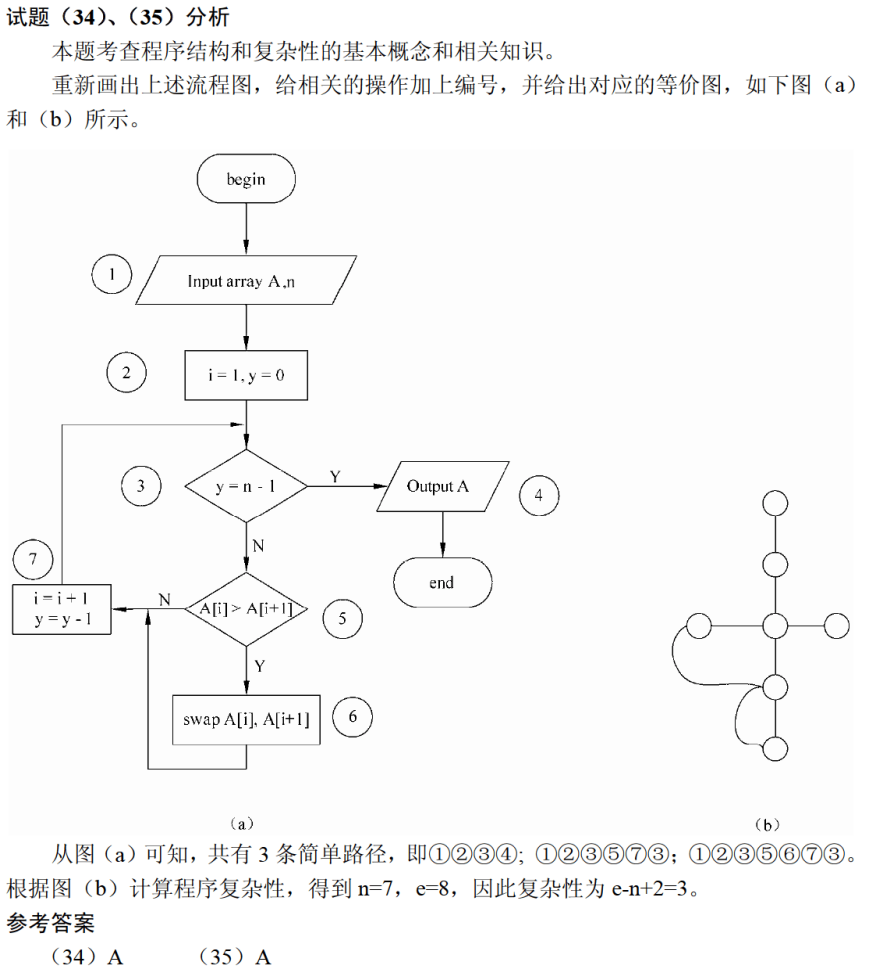 试题（34）、（35）分析
本题考查程序结构和复杂性的基本概念和相关知识。
重新画出上述流程图，给相关的操作加上编号，并给出对应的等价图，如下图（a）
和（b）所示。
begin
1
Input array A,n
2
i = 1, y = 0
3
y = n - 1
Y
Output A
4
N
end
7
i = i + 1
y = y - 1
N
A[i] > A[i+1]
5
Y
swap A[i], A[i+1]
6
（a）
（b）
从图（a）可知，共有 3 条简单路径，即①②③④; ①②③⑤⑦③；①②③⑤⑥⑦③。
根据图（b）计算程序复杂性，得到 n=7，e=8，因此复杂性为 e-n+2=3。
参考答案
（34）A （35）A